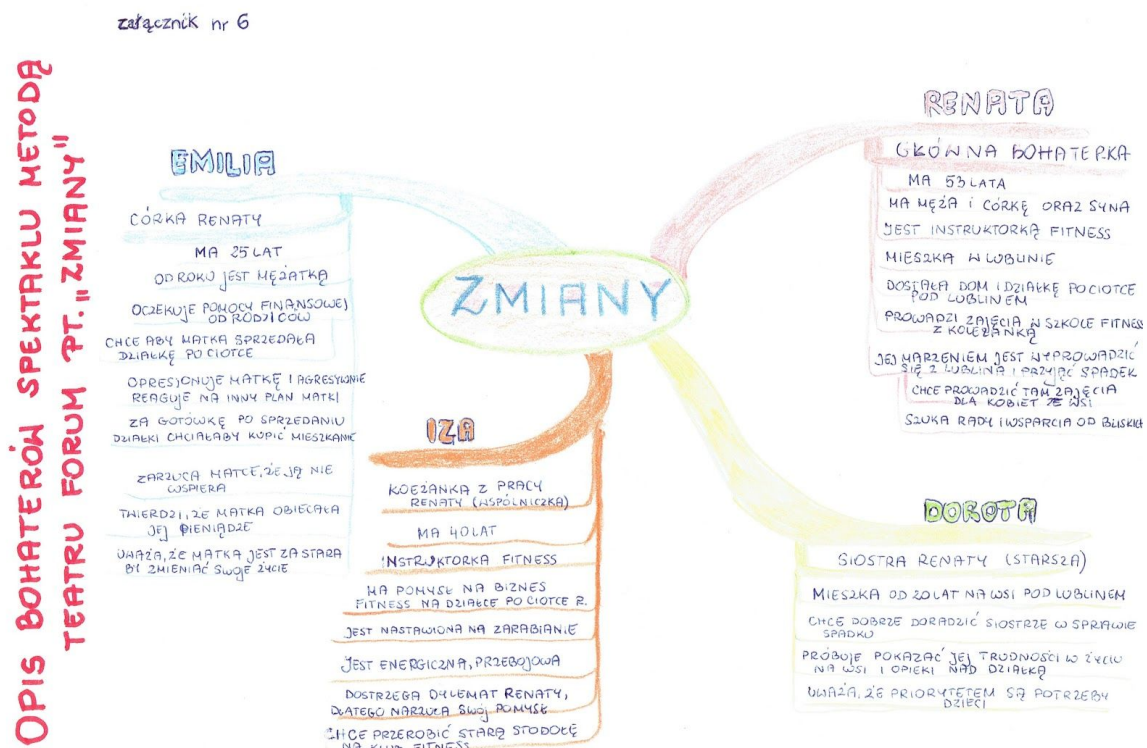 załącznik nr 6
OPIS BOHATERÓW SPEKTAKLU METODĄ
TEATRU FORUM PT. "ZMIANY"
ZMIANY
EMILIA
CÓRKA RENATY
MA 25 LAT
OD ROKU JEST MĘŻATKĄ
OCZEKUJE POMOCY FINANSOWEJ
OD RODZICÓW
CHCE ABY MATKA SPRZEDAŁA
DZIAŁKĘ PO CIOTCE
OPRESJONUJE MATKĘ I AGRESYWNIE
REAGUJE NA INNY PLAN MATKI
ZA GOTÓWKĘ PO SPRZEDANIU
DZIAŁKI CHCIAŁABY KUPIĆ MIESZKANIE
ZARZUCA MATCE, ŻE JĄ NIE
WSPIERA
TWIERDZI, ŻE MATKA OBIECAŁA
JEJ PIENIĄDZE
UWAŻA, ŻE MATKA JEST ZA STARA
BY ZMIENIAĆ SWOJE ŻYCIE
IZA
KOLEŻANKA Z PRACY
RENATY (WSPÓLNICZKA)
MA 40 LAT
INSTRUKTORKA FITNESS
MA POMYSŁ NA BIZNES
FITNESS NA DZIAŁCE PO CIOTCE R.
JEST NASTAWIONA NA ZARABIANIE
JEST ENERGICZNA, PRZEBOJOWA
DOSTRZEGA DYLEMAT RENATY,
DLATEGO NARZUCA SWÓJ POMYSŁ
CHCE PRZEROBIĆ STARĄ STODOŁĘ
NA KLUB FITNESS
RENATA
GŁÓWNA BOHATERKA
MA 53 LATA
MA MĘŻA I CÓRKĘ ORAZ SYNA
JEST INSTRUKTORKĄ FITNESS
MIESZKA W LUBLINIE
DOSTAŁA DOM I DZIAŁKĘ PO CIOTCE
POD LUBLINEM
PROWADZI ZAJĘCIA W SZKOLE FITNESS
Z KOLEŻANKĄ
JEJ MARZENIEM JEST WYPROWADZIĆ
SIĘ Z LUBLINA I PRZYJĄĆ SPADEK
CHCE PROWADZIĆ TAM ZAJĘCIA
DLA KOBIET ZE WSI
SZUKA RADY I WSPARCIA OD BLISKICH
DOROTA
SIOSTRA RENATY (STARSZA)
MIESZKA OD 20 LAT NA WSI POD LUBLINEM
CHCE DOBRZE DORADZIĆ SIOSTRZE W SPRAWIE
SPADKU
PRÓBUJE POKAZAĆ JEJ TRUDNOŚCI W ŻYCIU
NA WSI I OPIEKI NAD DZIAŁKĄ
UWAŻA, ŻE PRIORYTETEM SĄ POTRZEBY
DZIECI